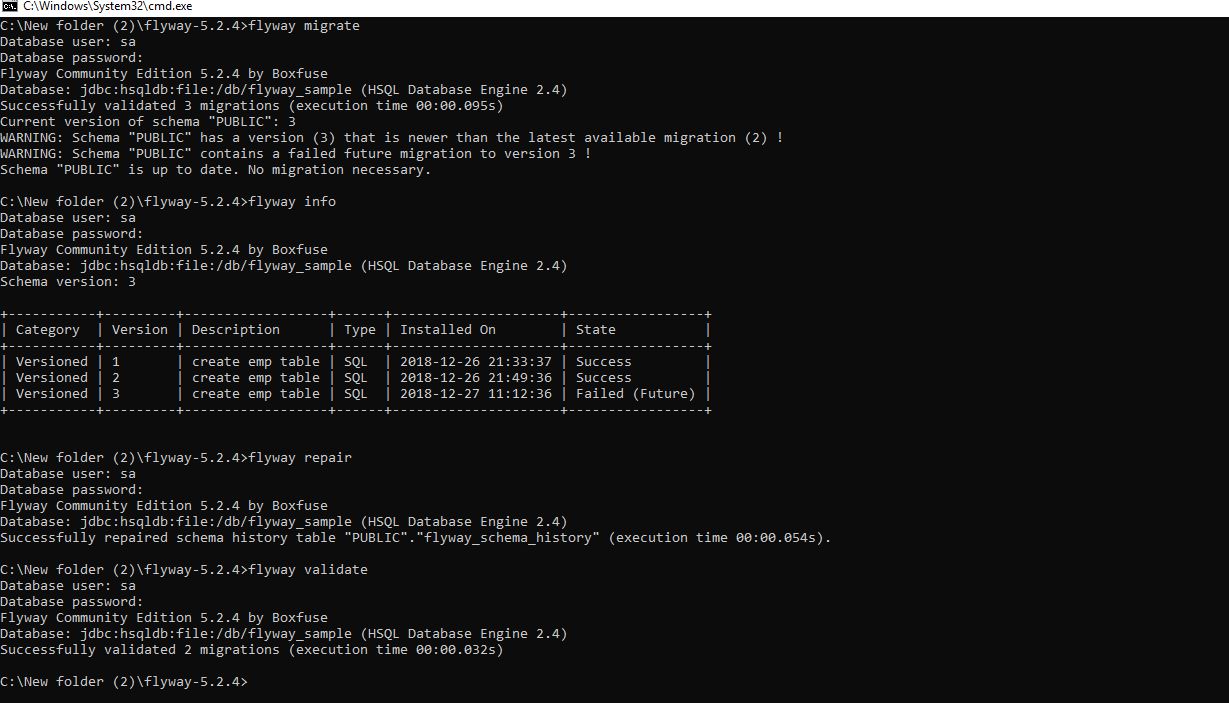 C:\Windows\System32\cmd.exe
C:\New folder (2)\flyway-5.2.4>flyway migrate
Database user: sa
Database password:
Flyway Community Edition 5.2.4 by Boxfuse
Database: jdbc:hsqldb:file:/db/flyway_sample (HSQL Database Engine 2.4)
Successfully validated 3 migrations (execution time 00:00.095s)
Current version of schema "PUBLIC": 3
WARNING: Schema "PUBLIC" has a version (3) that is newer than the latest available migration (2) !
WARNING: Schema "PUBLIC" contains a failed future migration to version 3 !
Schema "PUBLIC" is up to date. No migration necessary.
C:\New folder (2)\flyway-5.2.4>flyway info
Database user: sa
Database password:
Flyway Community Edition 5.2.4 by Boxfuse
Database: jdbc:hsqldb:file:/db/flyway_sample (HSQL Database Engine 2.4)
Schema version: 3
+-----------+---------+------------------+------+---------------------+-----------------+
| Category  | Version | Description      | Type | Installed On        | State           |
+-----------+---------+------------------+------+---------------------+-----------------+
| Versioned | 1       | create emp table | SQL  | 2018-12-26 21:33:37 | Success         |
| Versioned | 2       | create emp table | SQL  | 2018-12-26 21:49:36 | Success         |
| Versioned | 3       | create emp table | SQL  | 2018-12-27 11:12:36 | Failed (Future) |
+-----------+---------+------------------+------+---------------------+-----------------+
C:\New folder (2)\flyway-5.2.4>flyway repair
Database user: sa
Database password:
Flyway Community Edition 5.2.4 by Boxfuse
Database: jdbc:hsqldb:file:/db/flyway_sample (HSQL Database Engine 2.4)
Successfully repaired schema history table "PUBLIC"."flyway_schema_history" (execution time 00:00.054s).
C:\New folder (2)\flyway-5.2.4>flyway validate
Database user: sa
Database password:
Flyway Community Edition 5.2.4 by Boxfuse
Database: jdbc:hsqldb:file:/db/flyway_sample (HSQL Database Engine 2.4)
Successfully validated 2 migrations (execution time 00:00.032s)
C:\New folder (2)\flyway-5.2.4>